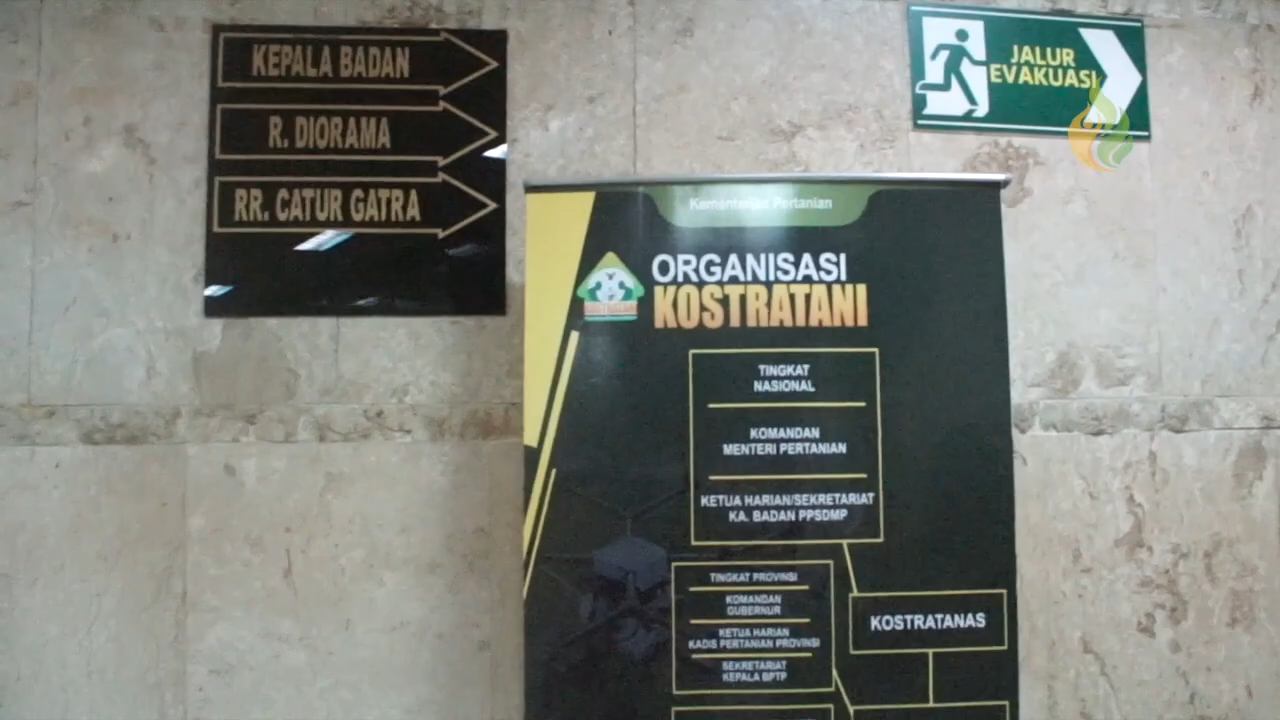 KEPALA BADAN
R. DIORAMA
RR. CATUR GATRA
JALUR
EVAKUASI
Kementerian Pertanian
ORGANISASI
KOSTRATANI
TINGKAT
NASIONAL
KOMANDAN
MENTERI PERTANIAN
KETUA HARIAN/SEKRETARIAT
KA. BADAN PPSDMP
TINGKAT PROVINSI
KOMANDAN
GUBERNUR
KETUA HARIAN
KADIS PERTANIAN PROVINSI
SEKRETARIAT
KEPALA BPTP
KOSTRATANAS